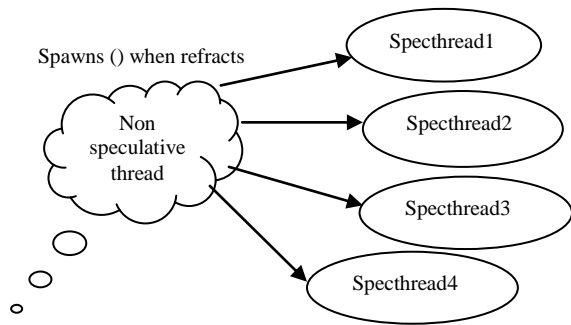 Specthread1
Spawns () when refracts
Specthread2
Non
speculative
thread
Specthread3
Specthread4